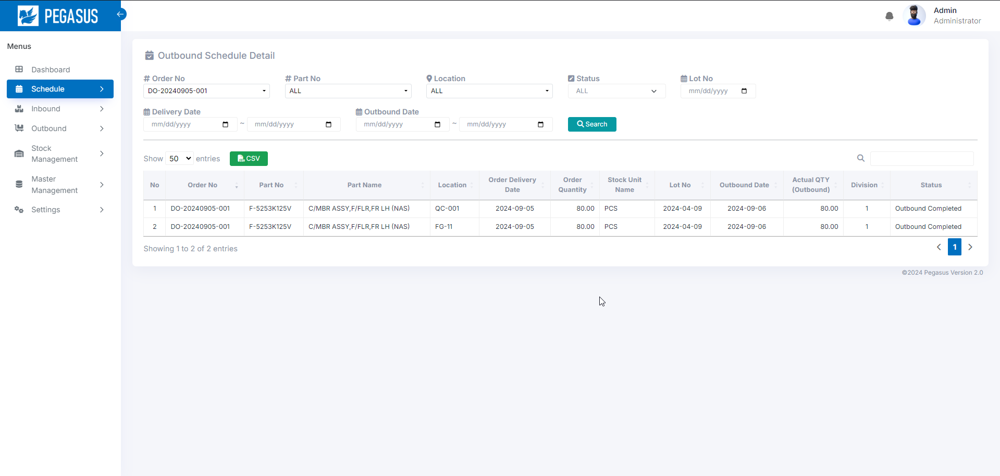 PEGASUS
Admin
Administrator
Menus
Dashboard
Schedule
Inbound
Outbound
Stock
Management
Master
Management
Settings
Outbound Schedule Detail
Order No
Part No
Location
Status
Lot No
DO-20240905-001
ALL
ALL
ALL
mm/dd/yyyy
Delivery Date
Outbound Date
mm/dd/yyyy ~ mm/dd/yyyy
mm/dd/yyyy ~ mm/dd/yyyy
Search
Show 50 entries
CSV
No Order No Part No Part Name Location Order Delivery Date Order Quantity Stock Unit Name Lot No Outbound Date Actual QTY (Outbound) Division Status
1 DO-20240905-001 F-5253K125V C/MBR ASSY,F/FLR,FR LH (NAS) QC-001 2024-09-05 80.00 PCS 2024-04-09 2024-09-06 80.00 1 Outbound Completed
2 DO-20240905-001 F-5253K125V C/MBR ASSY,F/FLR,FR LH (NAS) FG-11 2024-09-05 80.00 PCS 2024-04-09 2024-09-06 80.00 1 Outbound Completed
Showing 1 to 2 of 2 entries
1
©2024 Pegasus Version 2.0